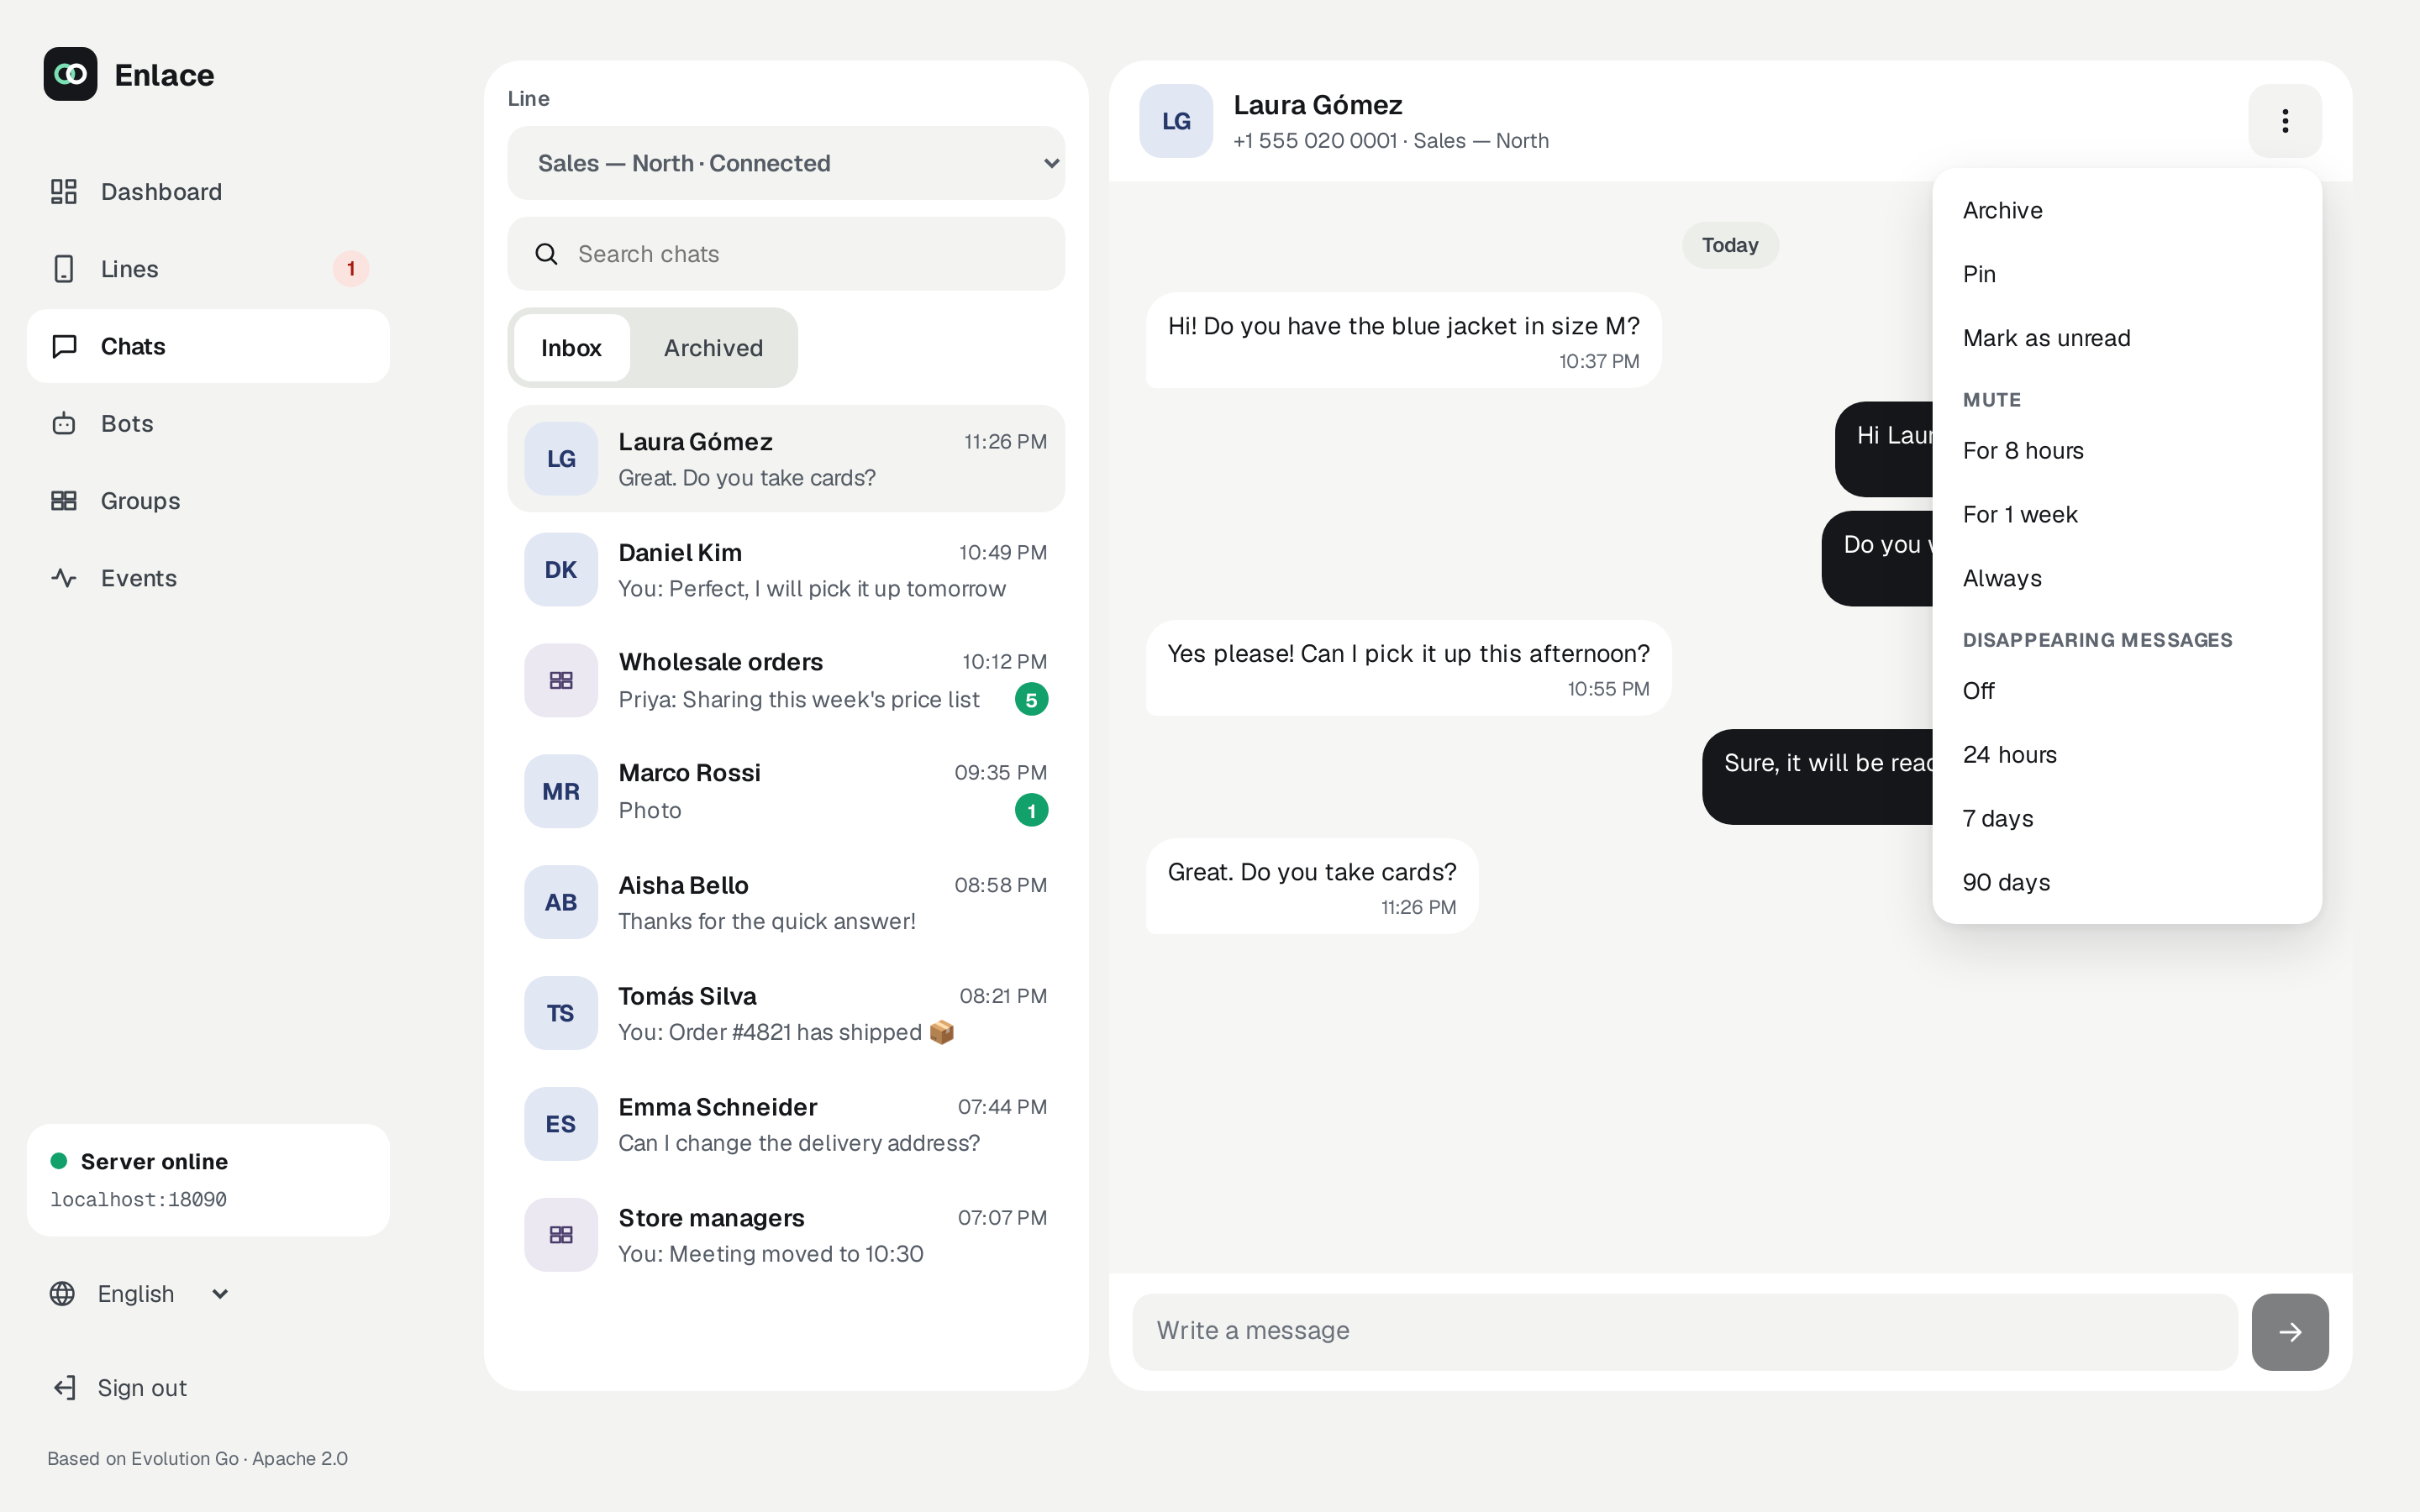 Enlace
Dashboard
Lines
1
Chats
Bots
Groups
Events
Server online
localhost:18090
English
Sign out
Based on Evolution Go · Apache 2.0
Line
Sales — North · Connected
Search chats
Inbox
Archived
LG
Laura Gómez
11:26 PM
Great. Do you take cards?
DK
Daniel Kim
10:49 PM
You: Perfect, I will pick it up tomorrow
Wholesale orders
10:12 PM
Priya: Sharing this week's price list
5
MR
Marco Rossi
09:35 PM
Photo
1
AB
Aisha Bello
08:58 PM
Thanks for the quick answer!
TS
Tomás Silva
08:21 PM
You: Order #4821 has shipped 📦
ES
Emma Schneider
07:44 PM
Can I change the delivery address?
Store managers
07:07 PM
You: Meeting moved to 10:30
LG
Laura Gómez
+1 555 020 0001 · Sales — North
Today
Hi! Do you have the blue jacket in size M?
10:37 PM
Hi
Do you
Yes please! Can I pick it up this afternoon?
10:55 PM
Sure, it will be
Great. Do you take cards?
11:26 PM
Archive
Pin
Mark as unread
MUTE
For 8 hours
For 1 week
Always
DISAPPEARING MESSAGES
Off
24 hours
7 days
90 days
Write a message